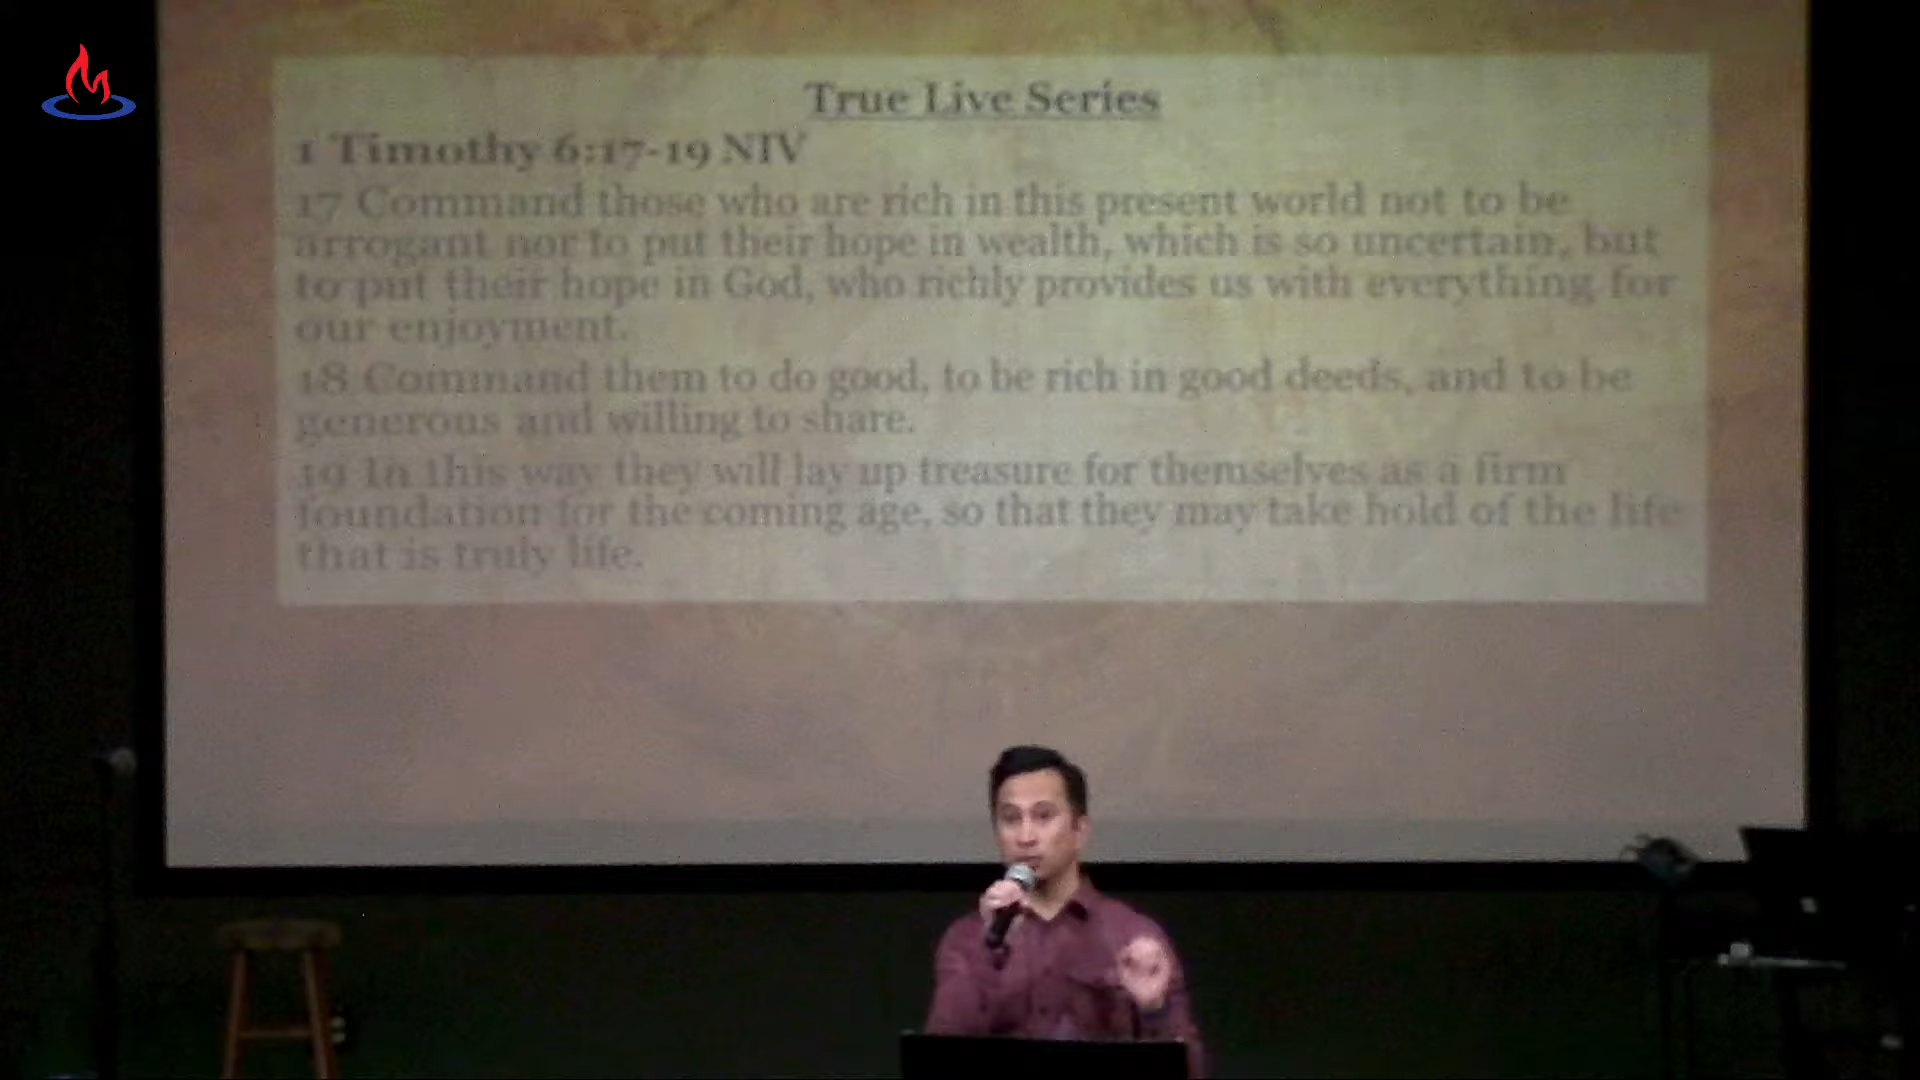 True Live Series
1 Timothy 6:17-19 NIV
17 Command those who are rich in this present world not to be
arrogant nor to put their hope in wealth, which is so uncertain, but
to put their hope in God, who richly provides us with everything for
our enjoyment.
18 Command them to do good, to be rich in good deeds, and to be
generous and willing to share.
19 In this way they will lay up treasure for themselves as a firm
foundation for the coming age, so that they may take hold of the life
that is truly life.